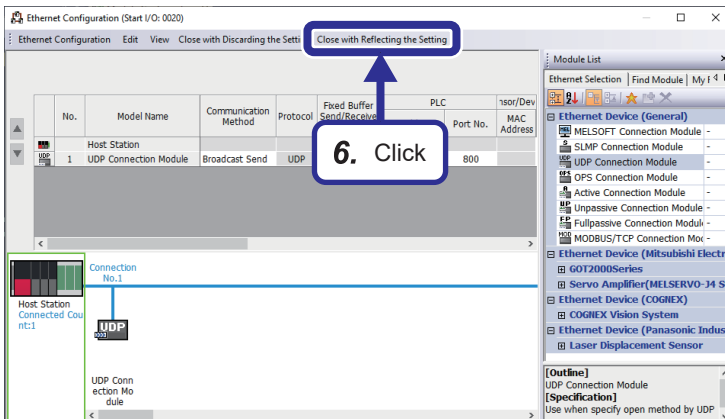 Ethernet Configuration (Start I/O: 0020)
Ethernet Configuration Edit View Close with Discarding the Setti Close with Reflecting the Setting
Module List
Ethernet Selection Find Module
No. Model Name Communication Method Protocol Fixed Buffer Send/Receive PLC Port No. MAC Address
Host Station
1 UDP Connection Module Broadcast Send UDP 800
6. Click
Ethernet Device (General)
MELSOFT Connection Module -
SLMP Connection Module -
UDP Connection Module -
OPS Connection Module -
Active Connection Module -
Unpassive Connection Module -
Fullpassive Connection Modul -
MODBUS/TCP Connection Moc -
Ethernet Device (Mitsubishi Electr
GOT2000Series
Servo Amplifier(MELSERVO-J4 S
Ethernet Device (COGNEX)
COGNEX Vision System
Ethernet Device (Panasonic Indus
Laser Displacement Sensor
[Outline]
UDP Connection Module
[Specification]
Use when specify open method by UDP
Connection
No.1
Host Station
Connected Cou
nt:1
UDP
UDP Conn
ection Mo
dule